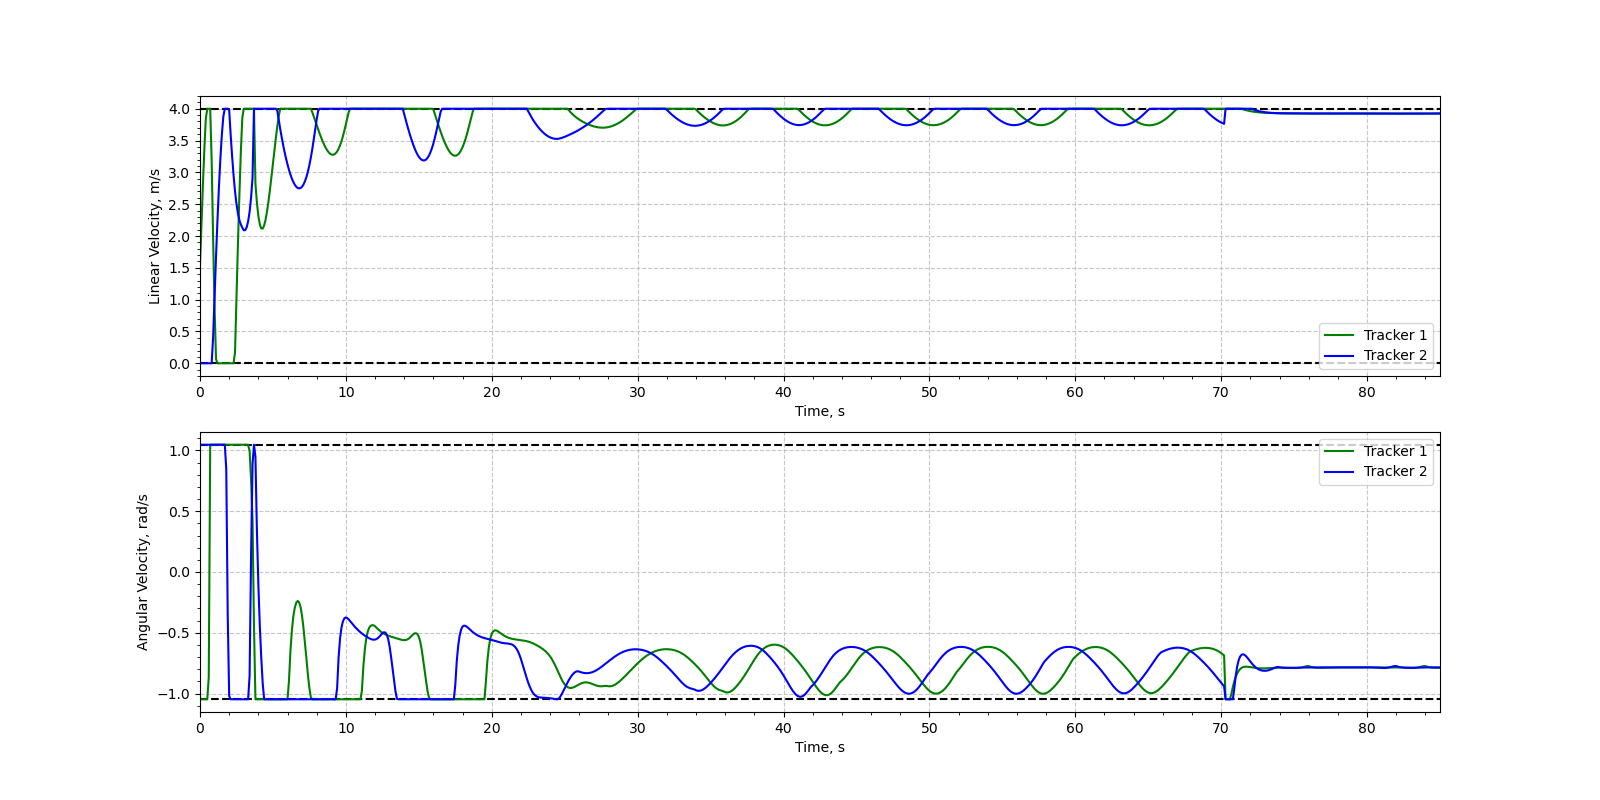 Linear Velocity, m/s
4.0
3.5
3.0
2.5
2.0
1.5
1.0
0.5
0.0
Tracker 1
Tracker 2
0 10 20 30 40 50 60 70 80
Time, s
Angular Velocity, rad/s
1.0
0.5
0.0
−0.5
−1.0
Tracker 1
Tracker 2
0 10 20 30 40 50 60 70 80
Time, s